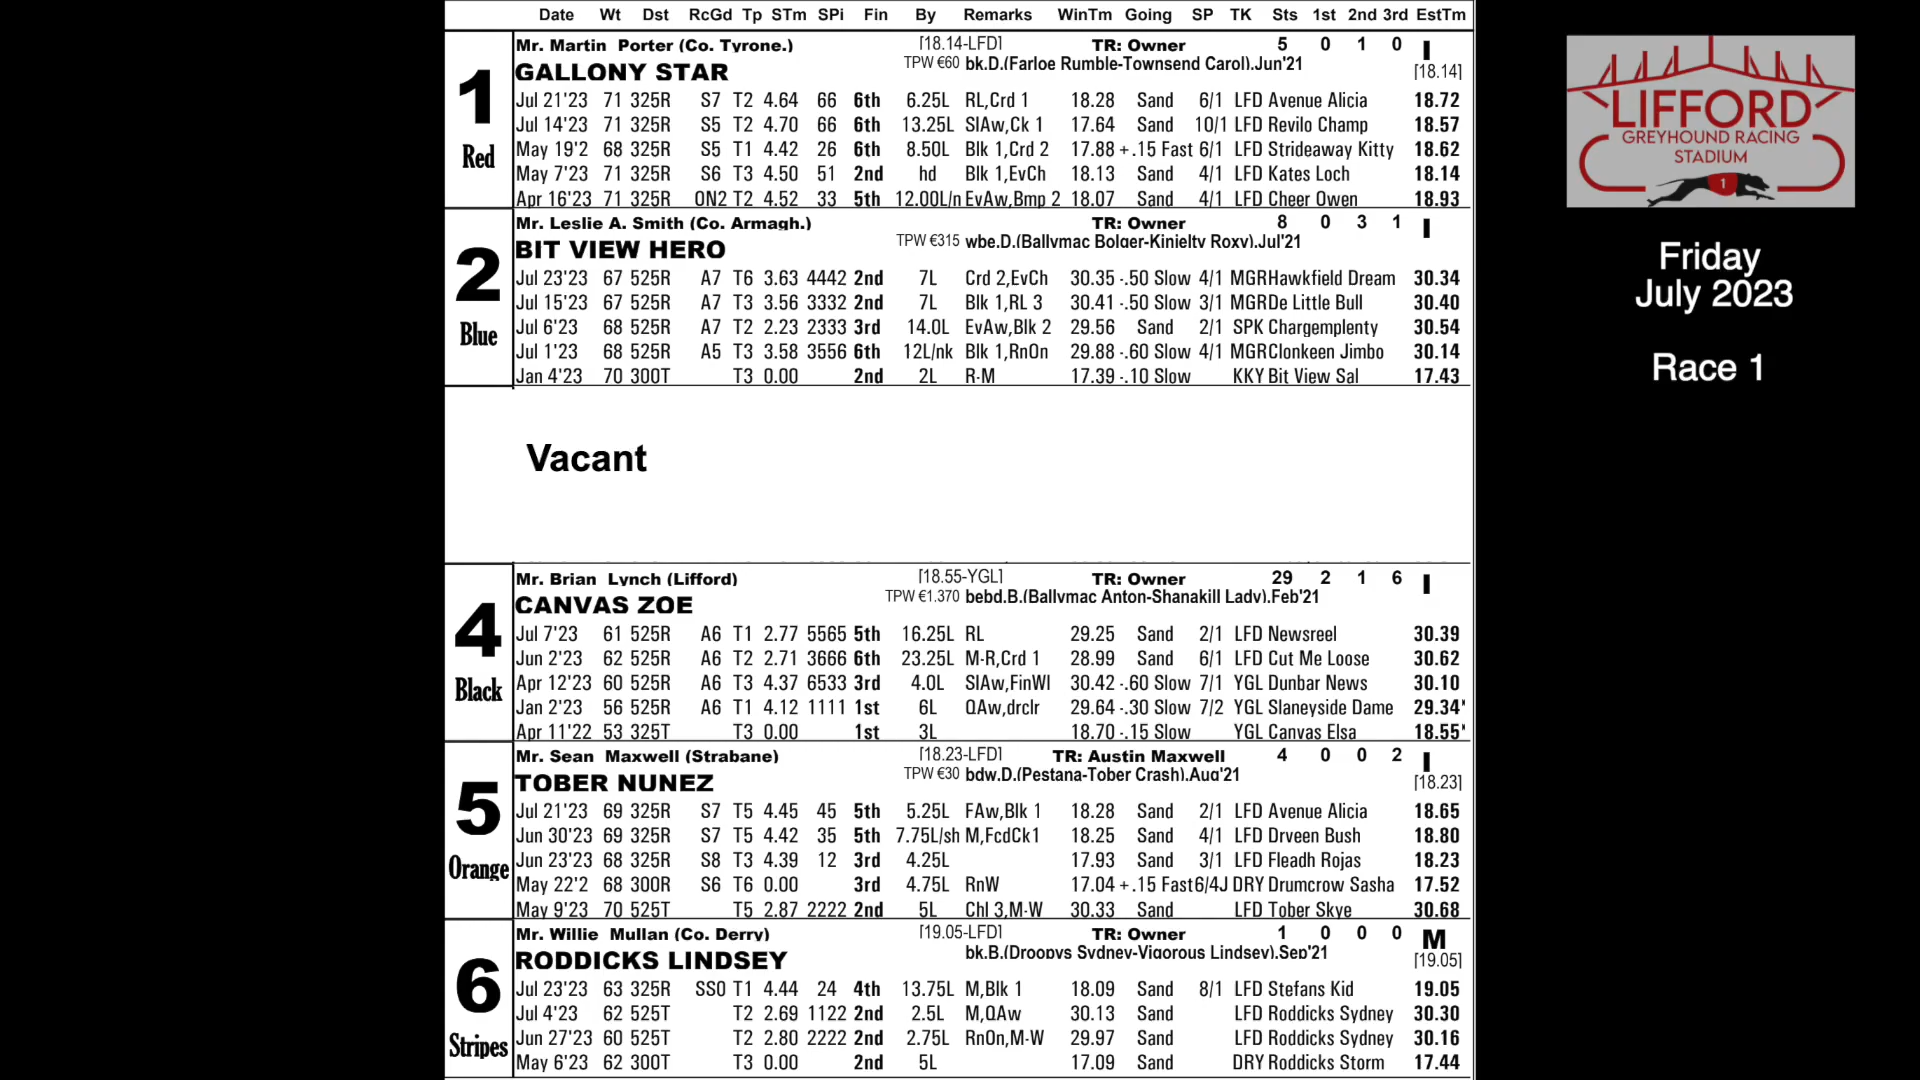 Date Wt Dst RcGd Tp STm SPi Fin By Remarks WinTm Going SP TK Sts 1st 2nd 3rd EstTm
1
Red
Mr. Martin Porter (Co. Tyrone.) [18.14-LFD] TR: Owner 5 0 1 0 I
GALLONY STAR TPW €60 bk.D.(Farloe Rumble-Townsend Carol).Jun'21 [18.14]
Jul 21'23 71 325R S7 T2 4.64 66 6th 6.25L RL,Crd 1 18.28 Sand 6/1 LFD Avenue Alicia 18.72
Jul 14'23 71 325R S5 T2 4.70 66 6th 13.25L SlAw,Ck 1 17.64 Sand 10/1 LFD Revilo Champ 18.57
May 19'2 68 325R S5 T1 4.42 26 6th 8.50L Blk 1,Crd 2 17.88 +.15 Fast 6/1 LFD Strideaway Kitty 18.62
May 7'23 71 325R S6 T3 4.50 51 2nd hd Blk 1,EvCh 18.13 Sand 4/1 LFD Kates Loch 18.14
Apr 16'23 71 325R ON2 T2 4.52 33 5th 12.00L/n EvAw,Bmp 2 18.07 Sand 4/1 LFD Cheer Owen 18.93
2
Blue
Mr. Leslie A. Smith (Co. Armagh.) TR: Owner 8 0 3 1 I
BIT VIEW HERO TPW €315 wbe.D.(Ballymac Bolger-Kinielty Roxy).Jul'21
Jul 23'23 67 525R A7 T6 3.63 4442 2nd 7L Crd 2,EvCh 30.35 -.50 Slow 4/1 MGR Hawkfield Dream 30.34
Jul 15'23 67 525R A7 T3 3.56 3332 2nd 7L Blk 1,RL 3 30.41 -.50 Slow 3/1 MGR De Little Bull 30.40
Jul 6'23 68 525R A7 T2 2.23 2333 3rd 14.0L EvAw,Blk 2 29.56 Sand 2/1 SPK Chargemplenty 30.54
Jul 1'23 68 525R A5 T3 3.58 3556 6th 12L/nk Blk 1,RnOn 29.88 -.60 Slow 4/1 MGR Clonkeen Jimbo 30.14
Jan 4'23 70 300T T3 0.00 2nd 2L R-M 17.39 -.10 Slow KKY Bit View Sal 17.43
Vacant
4
Black
Mr. Brian Lynch (Lifford) [18.55-YGL] TR: Owner 29 2 1 6 I
CANVAS ZOE TPW €1.370 bebd.B.(Ballymac Anton-Shanakill Lady).Feb'21
Jul 7'23 61 525R A6 T1 2.77 5565 5th 16.25L RL 29.25 Sand 2/1 LFD Newsreel 30.39
Jun 2'23 62 525R A6 T2 2.71 3666 6th 23.25L M-R,Crd 1 28.99 Sand 6/1 LFD Cut Me Loose 30.62
Apr 12'23 60 525R A6 T3 4.37 6533 3rd 4.0L SlAw,FinWl 30.42 -.60 Slow 7/1 YGL Dunbar News 30.10
Jan 2'23 56 525R A6 T1 4.12 1111 1st 6L QAw,drclr 29.64 -.30 Slow 7/2 YGL Slaneyside Dame 29.34*
Apr 11'22 53 325T T3 0.00 1st 3L 18.70 -.15 Slow YGL Canvas Elsa 18.55*
5
Orange
Mr. Sean Maxwell (Strabane) [18.23-LFD] TR: Austin Maxwell 4 0 0 2 I
TOBER NUNEZ TPW €30 bdw.D.(Pestana-Tober Crash).Aug'21 [18.23]
Jul 21'23 69 325R S7 T5 4.45 45 5th 5.25L FAw,Blk 1 18.28 Sand 2/1 LFD Avenue Alicia 18.65
Jun 30'23 69 325R S7 T5 4.42 35 5th 7.75L/sh M,FcdCk1 18.25 Sand 4/1 LFD Drveen Bush 18.80
Jun 23'23 68 325R S8 T3 4.39 12 3rd 4.25L 17.93 Sand 3/1 LFD Fleadh Rojas 18.23
May 22'2 68 300R S6 T6 0.00 3rd 4.75L RnW 17.04 +.15 Fast 6/4J DRY Drumcrow Sasha 17.52
May 9'23 70 525T T5 2.87 2222 2nd 5L Chl 3,M-W 30.33 Sand LFD Tober Skye 30.68
6
Stripes
Mr. Willie Mullan (Co. Derry) [19.05-LFD] TR: Owner 1 0 0 0 M
RODDICKS LINDSEY bk.B.(Droopys Sydney-Vigorous Lindsey).Sep'21 [19.05]
Jul 23'23 63 325R SS0 T1 4.44 24 4th 13.75L M,Blk 1 18.09 Sand 8/1 LFD Stefans Kid 19.05
Jul 4'23 62 525T T2 2.69 1122 2nd 2.5L M,QAw 30.13 Sand LFD Roddicks Sydney 30.30
Jun 27'23 60 525T T2 2.80 2222 2nd 2.75L RnOn,M-W 29.97 Sand LFD Roddicks Sydney 30.16
May 6'23 62 300T T3 0.00 2nd 5L 17.09 Sand DRY Roddicks Storm 17.44
LIFFORD
GREYHOUND RACING
STADIUM
1
Friday
July 2023
Race 1